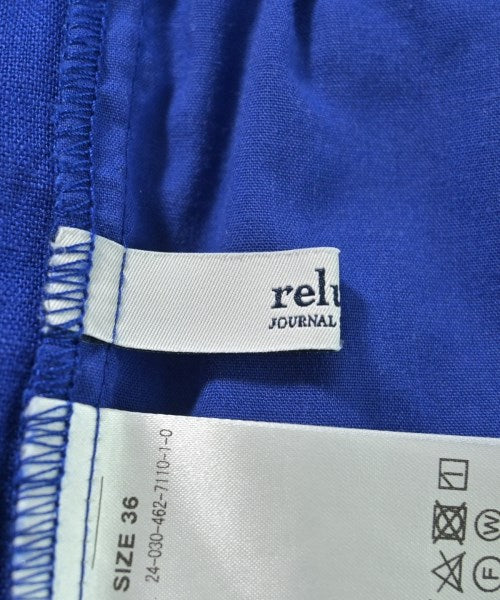 relu
JOURNAL
SIZE 36
24-030-462-7110-1-0
W
F